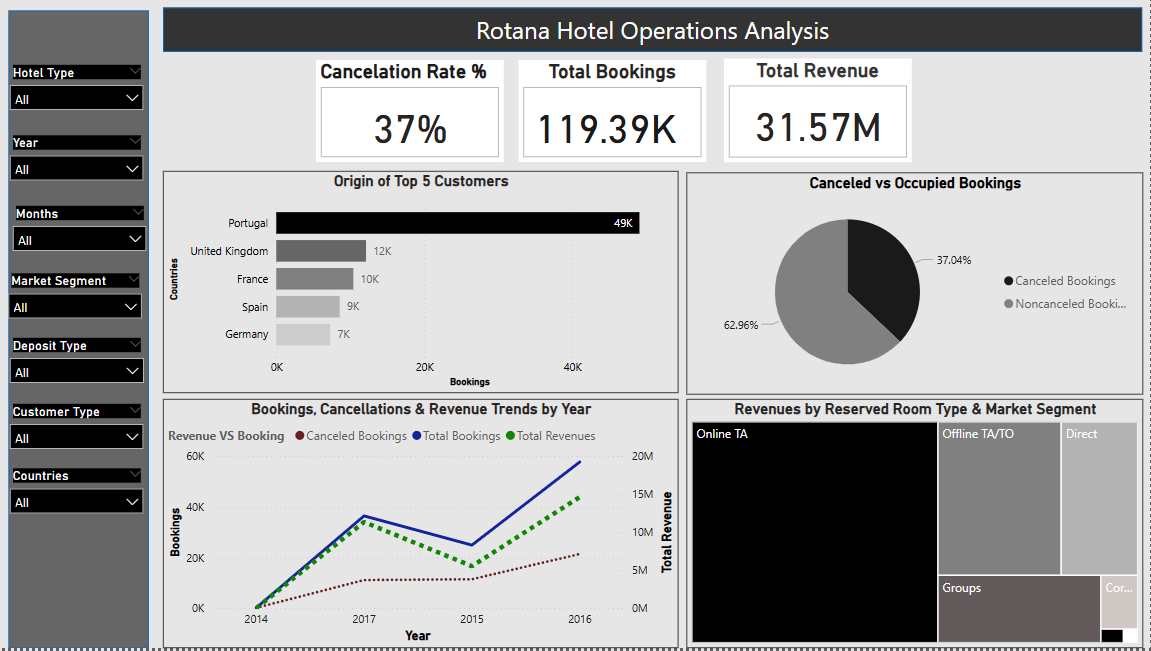 Rotana Hotel Operations Analysis
Hotel Type
All
Year
All
Months
All
Market Segment
All
Deposit Type
All
Customer Type
All
Countries
All
Cancelation Rate %
37%
Total Bookings
119.39K
Total Revenue
31.57M
Origin of Top 5 Customers
Countries
Portugal
49K
United Kingdom
12K
France
10K
Spain
9K
Germany
7K
0K
20K
40K
Bookings
Canceled vs Occupied Bookings
37.04%
62.96%
Canceled Bookings
Noncanceled Booki...
Bookings, Cancellations & Revenue Trends by Year
Revenue VS Booking
Canceled Bookings
Total Bookings
Total Revenues
60K
40K
20K
0K
Bookings
20M
15M
10M
5M
0M
Total Revenue
2014
2017
2015
2016
Year
Revenues by Reserved Room Type & Market Segment
Online TA
Offline TA/TO
Direct
Groups
Cor...